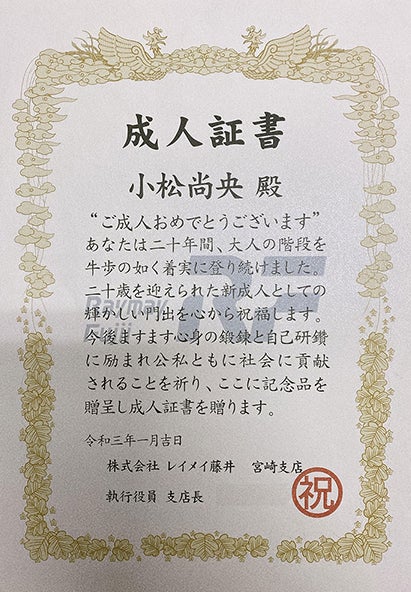 成人証書
小松尚央 殿
“ご成人おめでとうございます”
あなたは二十年間、大人の階段を
牛歩の如く着実に登り続けました。
二十歳を迎えられた新成人としての
輝かしい門出を心から祝福します。
今後ますます心身の鍛錬と自己研鑽
に励まれ公私ともに社会に貢献
されることを祈り、ここに記念品を
贈呈し成人証書を贈ります。
Raymay
Fujii
RF
令和三年一月吉日
株式会社 レイメイ藤井 宮崎支店
執行役員 支店長
祝